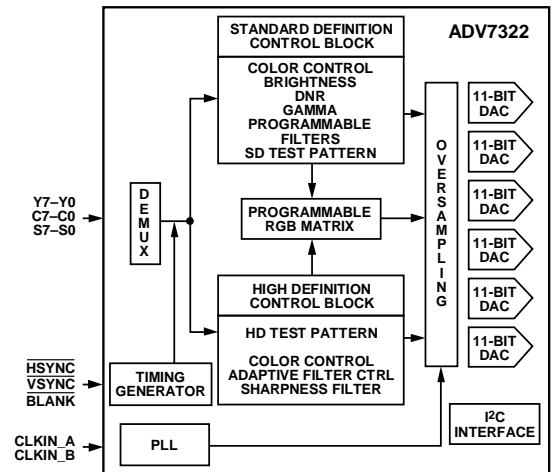 ADV7322
STANDARD DEFINITION
CONTROL BLOCK
COLOR CONTROL
BRIGHTNESS
DNR
GAMMA
PROGRAMMABLE
FILTERS
SD TEST PATTERN
Y7–Y0
C7–C0
S7–S0
DEMUX
PROGRAMMABLE
RGB MATRIX
HIGH DEFINITION
CONTROL BLOCK
HD TEST PATTERN
COLOR CONTROL
ADAPTIVE FILTER CTRL
SHARPNESS FILTER
OVERSAMPLING
11-BIT
DAC
11-BIT
DAC
11-BIT
DAC
11-BIT
DAC
11-BIT
DAC
11-BIT
DAC
HSYNC
VSYNC
BLANK
TIMING
GENERATOR
CLKIN_A
CLKIN_B
PLL
I²C
INTERFACE